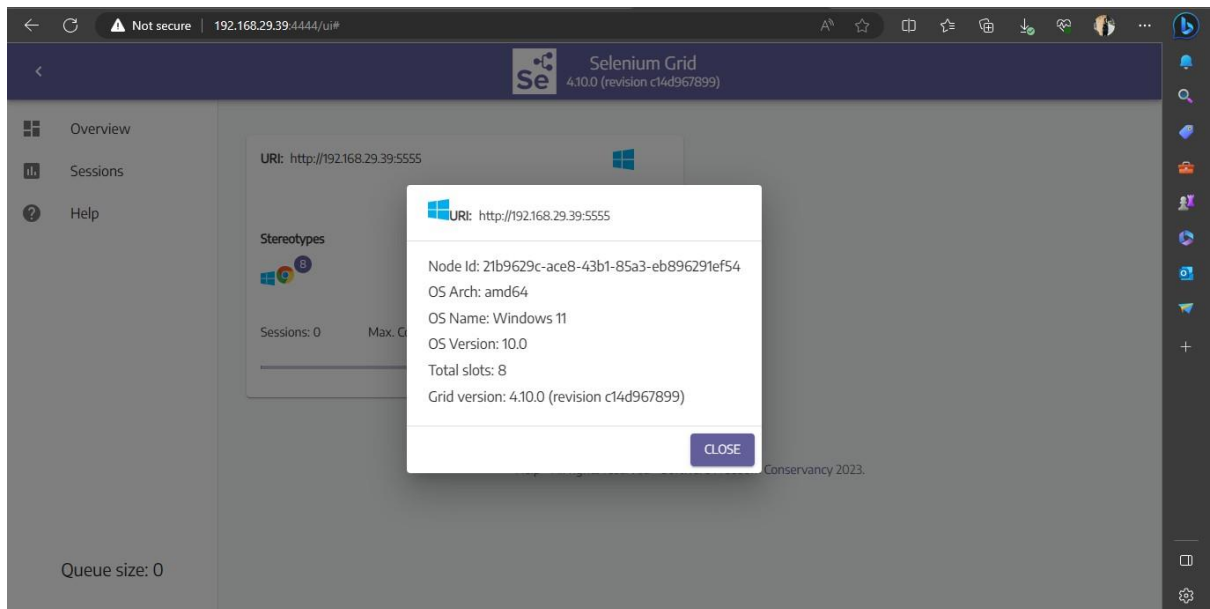 Not secure 192.168.29.39:4444/ui#
Se
Selenium Grid
4.10.0 (revision c14d967899)
Overview
Sessions
Help
URI: http://192.168.29.39:5555
Stereotypes
B
Sessions: 0 Max.
URI: http://192.168.29.39:5555
Node Id: 21b9629c-ace8-43b1-85a3-eb896291ef54
OS Arch: amd64
OS Name: Windows 11
OS Version: 10.0
Total slots: 8
Grid version: 4.10.0 (revision c14d967899)
CLOSE
Conservancy 2023.
Queue size: 0